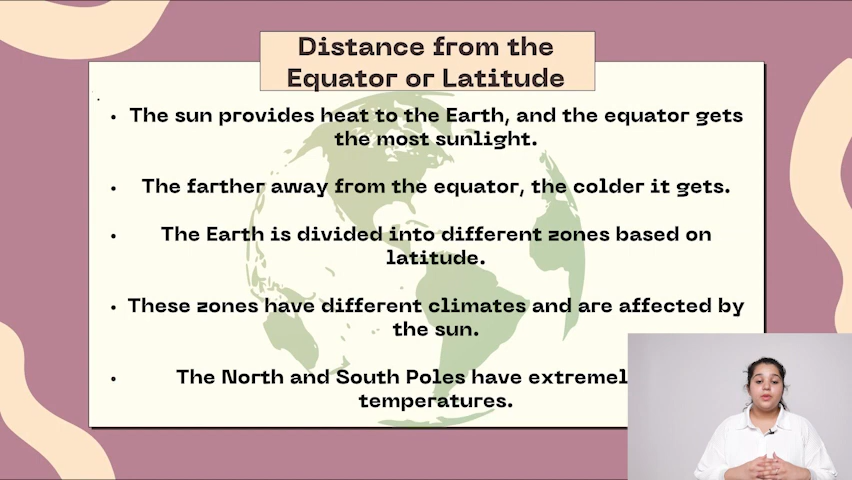 Distance from the
Equator or Latitude
• The sun provides heat to the Earth, and the equator gets
the most sunlight.
• The farther away from the equator, the colder it gets.
• The Earth is divided into different zones based on
latitude.
• These zones have different climates and are affected by
the sun.
• The North and South Poles have
temperatures.